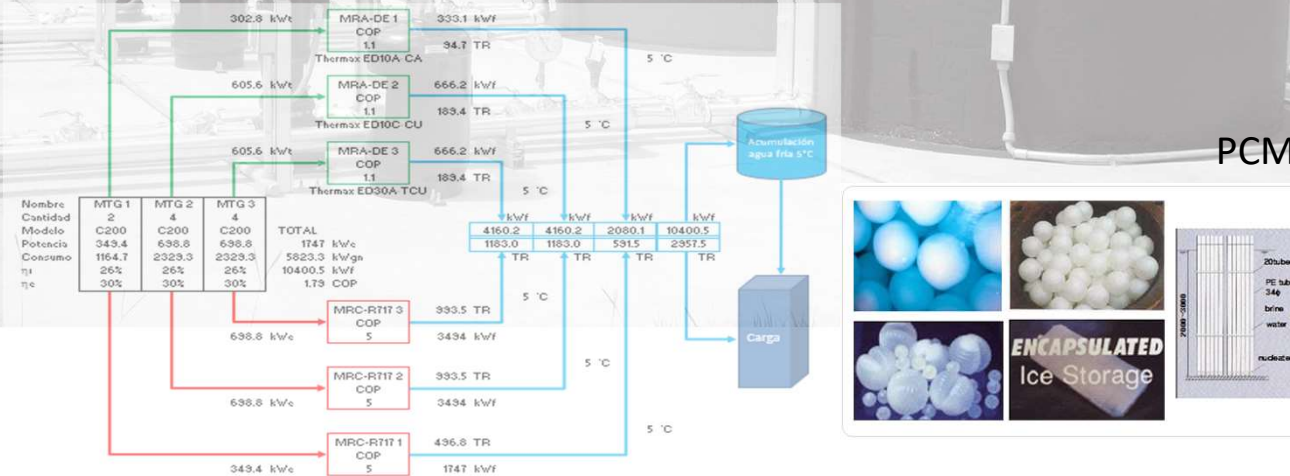 302.8 kWt
MRA-DE 1
COP
1.1
Thermax ED10A-CA
333.1 kWf
94.7 TR
5 °C
605.6 kWt
MRA-DE 2
COP
1.1
Thermax ED10C-CU
666.2 kWf
189.4 TR
5 °C
605.6 kWt
MRA-DE 3
COP
1.1
Thermax ED30A TCU
666.2 kWf
189.4 TR
5 °C
Acumulación
agua fría 5°C
Nombre MTG 1 MTG 2 MTG 3
Cantidad 2 4 4
Modelo C200 C200 C200 TOTAL
Potencia 349.4 698.8 698.8 1747 kWe
Consumo 1164.7 2329.3 2329.3 5823.3 kWgn
ηt 26% 26% 26% 10400.5 kWf
ηe 30% 30% 30% 1.79 COP
kWf kWf kWf kWf
4160.2 4160.2 2080.1 10400.5
1183.0 1183.0 591.5 2957.5
TR TR TR TR
698.8 kWe
MRC-R717 3
COP
5
993.5 TR
3494 kWf
5 °C
698.8 kWe
MRC-R717 2
COP
5
993.5 TR
3494 kWf
5 °C
349.4 kWe
MRC-R717 1
COP
5
496.8 TR
1747 kWf
5 °C
Carga
PCM
ENCAPSULATED
Ice Storage
2000~3000
20tube
PE tub
34φ
brine
water
nucleate